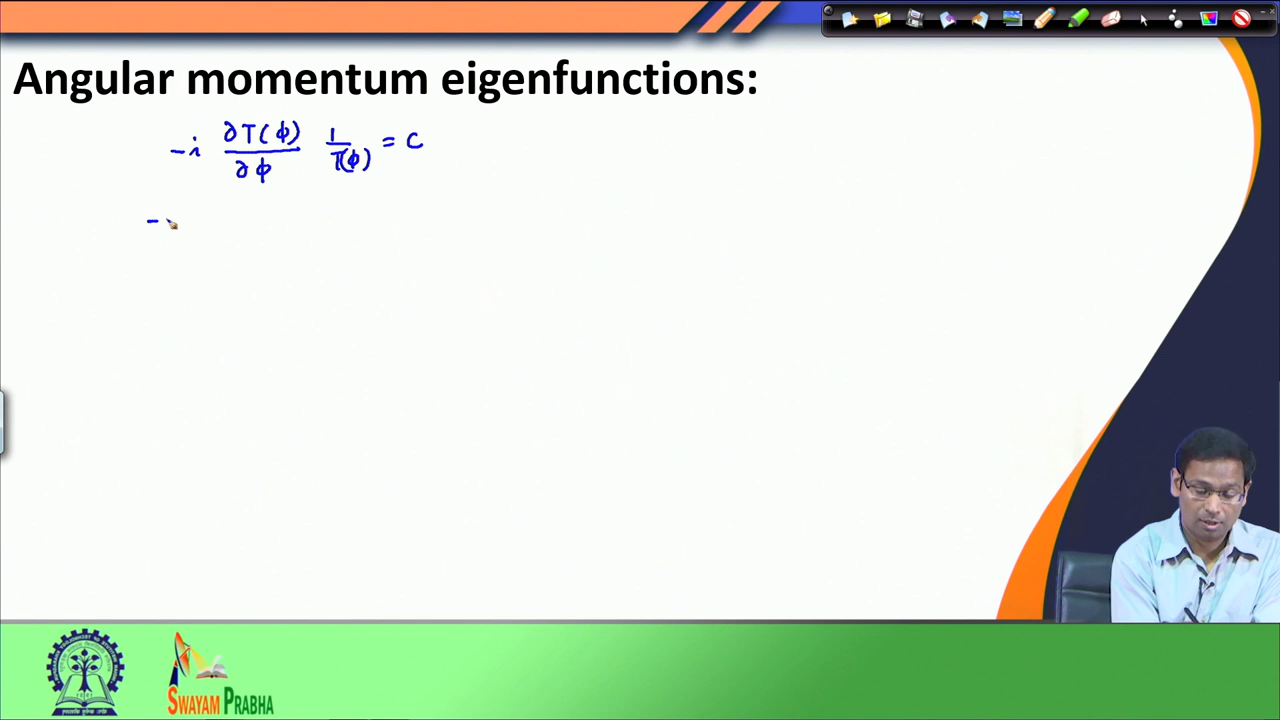 Angular momentum eigenfunctions:
-i ∂T(ϕ)/∂ϕ 1/T(ϕ) = c
-
SWAYAM PRABHA